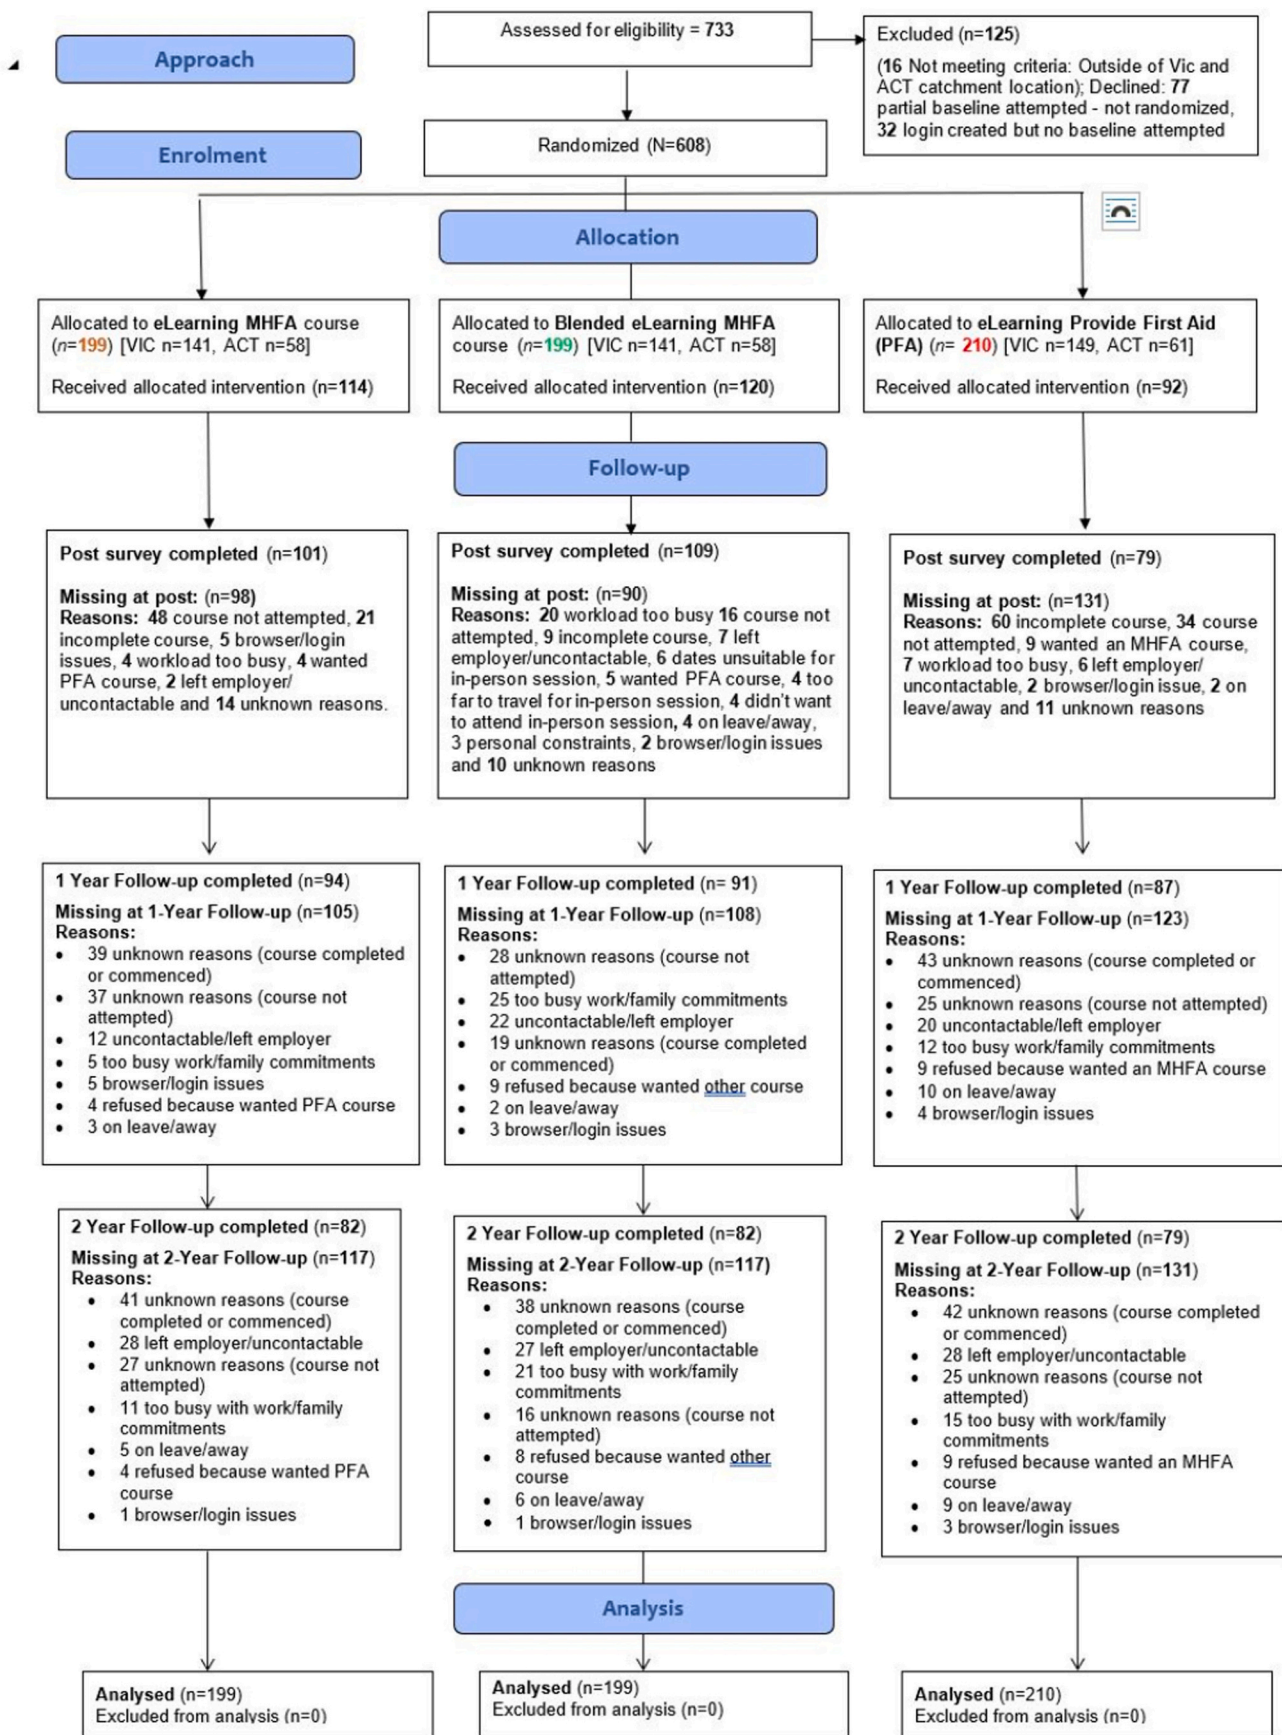 Assessed for eligibility = 733
Excluded (n=125)
(16 Not meeting criteria: Outside of Vic and
ACT catchment location); Declined: 77
partial baseline attempted - not randomized,
32 login created but no baseline attempted
Approach
Randomized (N=608)
Enrolment
Allocation
Allocated to eLearning MHFA course
(n=199) [VIC n=141, ACT n=58]
Received allocated intervention (n=114)
Allocated to Blended eLearning MHFA
course (n=199) [VIC n=141, ACT n=58]
Received allocated intervention (n=120)
Allocated to eLearning Provide First Aid
(PFA) (n= 210) [VIC n=149, ACT n=61]
Received allocated intervention (n=92)
Follow-up
Post survey completed (n=101)
Missing at post: (n=98)
Reasons: 48 course not attempted, 21
incomplete course, 5 browser/login
issues, 4 workload too busy, 4 wanted
PFA course, 2 left employer/
uncontactable and 14 unknown reasons.
Post survey completed (n=109)
Missing at post: (n=90)
Reasons: 20 workload too busy 16 course not
attempted, 9 incomplete course, 7 left
employer/uncontactable, 6 dates unsuitable for
in-person session, 5 wanted PFA course, 4 too
far to travel for in-person session, 4 didn't want
to attend in-person session, 4 on leave/away,
3 personal constraints, 2 browser/login issues
and 10 unknown reasons
Post survey completed (n=79)
Missing at post: (n=131)
Reasons: 60 incomplete course, 34 course
not attempted, 9 wanted an MHFA course,
7 workload too busy, 6 left employer/
uncontactable, 2 browser/login issue, 2 on
leave/away and 11 unknown reasons
1 Year Follow-up completed (n=94)
Missing at 1-Year Follow-up (n=105)
Reasons:
• 39 unknown reasons (course completed
or commenced)
• 37 unknown reasons (course not
attempted)
• 12 uncontactable/left employer
• 5 too busy work/family commitments
• 5 browser/login issues
• 4 refused because wanted PFA course
• 3 on leave/away
1 Year Follow-up completed (n= 91)
Missing at 1-Year Follow-up (n=108)
Reasons:
• 28 unknown reasons (course not
attempted)
• 25 too busy work/family commitments
• 22 uncontactable/left employer
• 19 unknown reasons (course completed
or commenced)
• 9 refused because wanted other course
• 2 on leave/away
• 3 browser/login issues
1 Year Follow-up completed (n=87)
Missing at 1-Year Follow-up (n=123)
Reasons:
• 43 unknown reasons (course completed or
commenced)
• 25 unknown reasons (course not attempted)
• 20 uncontactable/left employer
• 12 too busy work/family commitments
• 9 refused because wanted an MHFA course
• 10 on leave/away
• 4 browser/login issues
2 Year Follow-up completed (n=82)
Missing at 2-Year Follow-up (n=117)
Reasons:
• 41 unknown reasons (course
completed or commenced)
• 28 left employer/uncontactable
• 27 unknown reasons (course not
attempted)
• 11 too busy with work/family
commitments
• 5 on leave/away
• 4 refused because wanted PFA
course
• 1 browser/login issues
2 Year Follow-up completed (n=82)
Missing at 2-Year Follow-up (n=117)
Reasons:
• 38 unknown reasons (course
completed or commenced)
• 27 left employer/uncontactable
• 21 too busy with work/family
commitments
• 16 unknown reasons (course not
attempted)
• 8 refused because wanted other
course
• 6 on leave/away
• 1 browser/login issues
2 Year Follow-up completed (n=79)
Missing at 2-Year Follow-up (n=131)
Reasons:
• 42 unknown reasons (course completed
or commenced)
• 28 left employer/uncontactable
• 25 unknown reasons (course not
attempted)
• 15 too busy with work/family
commitments
• 9 refused because wanted an MHFA
course
• 9 on leave/away
• 3 browser/login issues
Analysis
Analysed (n=199)
Excluded from analysis (n=0)
Analysed (n=199)
Excluded from analysis (n=0)
Analysed (n=210)
Excluded from analysis (n=0)